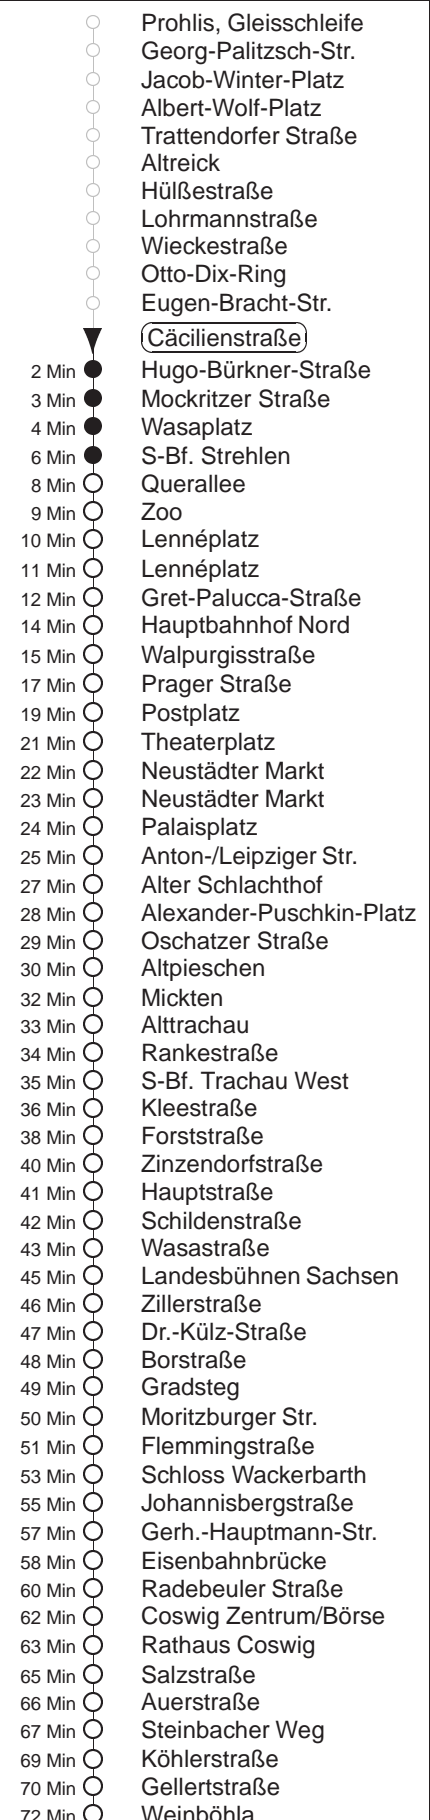 Prohlis, Gleisschleife
Georg-Palitzsch-Str.
Jacob-Winter-Platz
Albert-Wolf-Platz
Trattendorfer Straße
Altreick
Hülßestraße
Lohrmannstraße
Wieckestraße
Otto-Dix-Ring
Eugen-Bracht-Str.
Cäcilienstraße
2 Min Hugo-Bürkner-Straße
3 Min Mockritzer Straße
4 Min Wasaplatz
6 Min S-Bf. Strehlen
8 Min Querallee
9 Min Zoo
10 Min Lennéplatz
11 Min Lennéplatz
12 Min Gret-Palucca-Straße
14 Min Hauptbahnhof Nord
15 Min Walpurgisstraße
17 Min Prager Straße
19 Min Postplatz
21 Min Theaterplatz
22 Min Neustädter Markt
23 Min Neustädter Markt
24 Min Palaisplatz
25 Min Anton-/Leipziger Str.
27 Min Alter Schlachthof
28 Min Alexander-Puschkin-Platz
29 Min Oschatzer Straße
30 Min Altpieschen
32 Min Mickten
33 Min Alttrachau
34 Min Rankestraße
35 Min S-Bf. Trachau West
36 Min Kleestraße
38 Min Forststraße
40 Min Zinzendorfstraße
41 Min Hauptstraße
42 Min Schildenstraße
43 Min Wasastraße
45 Min Landesbühnen Sachsen
46 Min Zillerstraße
47 Min Dr.-Külz-Straße
48 Min Borstraße
49 Min Gradsteg
50 Min Moritzburger Str.
51 Min Flemmingstraße
53 Min Schloss Wackerbarth
55 Min Johannisbergstraße
57 Min Gerh.-Hauptmann-Str.
58 Min Eisenbahnbrücke
60 Min Radebeuler Straße
62 Min Coswig Zentrum/Börse
63 Min Rathaus Coswig
65 Min Salzstraße
66 Min Auerstraße
67 Min Steinbacher Weg
69 Min Köhlerstraße
70 Min Gellertstraße
72 Min Weinböhla